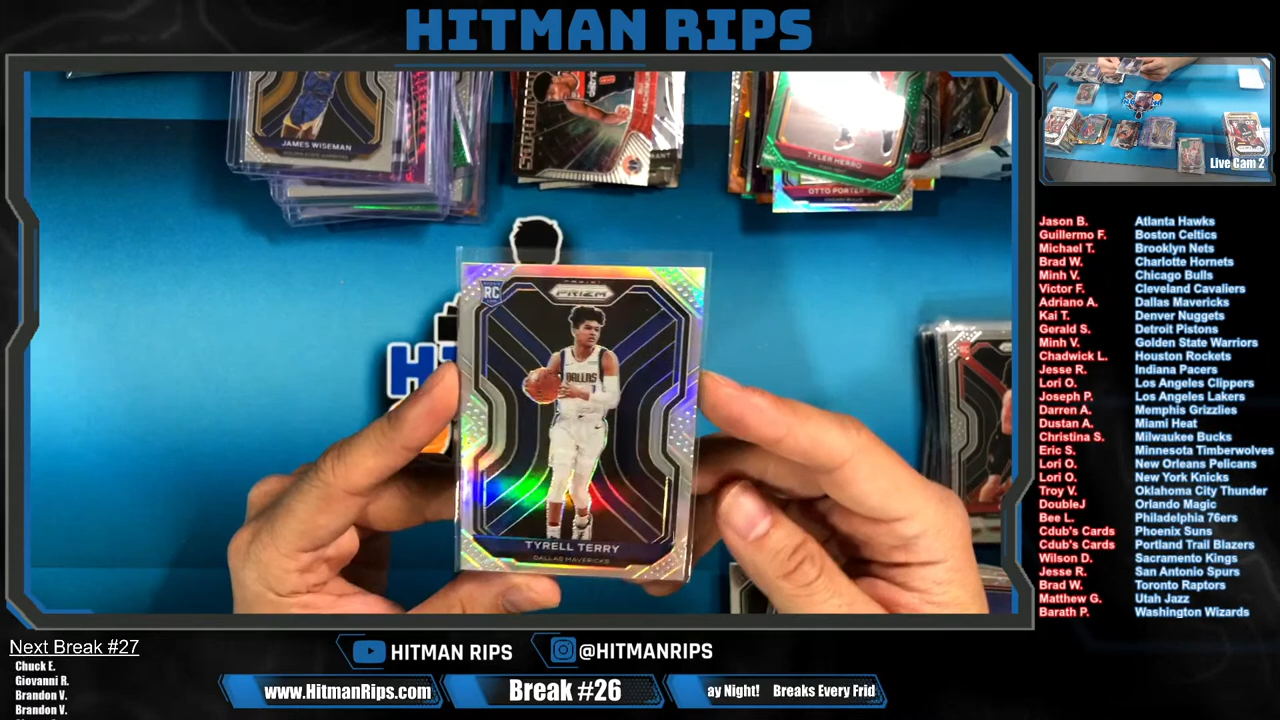 HITMAN RIPS
JAMES WISEMAN
TYLER HERRO
OTTO PORTER
RC
PRIZM
DALLAS
TYRELL TERRY
DALLAS MAVERICKS
Live Cam 2
Jason B. Atlanta Hawks
Guillermo F. Boston Celtics
Michael T. Brooklyn Nets
Brad W. Charlotte Hornets
Minh V. Chicago Bulls
Victor F. Cleveland Cavaliers
Adriano A. Dallas Mavericks
Kai T. Denver Nuggets
Gerald S. Detroit Pistons
Minh V. Golden State Warriors
Chadwick L. Houston Rockets
Jesse R. Indiana Pacers
Lori O. Los Angeles Clippers
Joseph P. Los Angeles Lakers
Darren A. Memphis Grizzlies
Dustan A. Miami Heat
Christina S. Milwaukee Bucks
Eric S. Minnesota Timberwolves
Lori O. New Orleans Pelicans
Lori O. New York Knicks
Troy V. Oklahoma City Thunder
DoubleJ Orlando Magic
Bee L. Philadelphia 76ers
Cdub's Cards Phoenix Suns
Cdub's Cards Portland Trail Blazers
Wilson D. Sacramento Kings
Jesse R. San Antonio Spurs
Brad W. Toronto Raptors
Matthew G. Utah Jazz
Barath P. Washington Wizards
Next Break #27
Chuck E.
Giovanni R.
Brandon V.
Brandon V.
HITMAN RIPS
@HITMANRIPS
www.HitmanRips.com
Break #26
ay Night! Breaks Every Frid